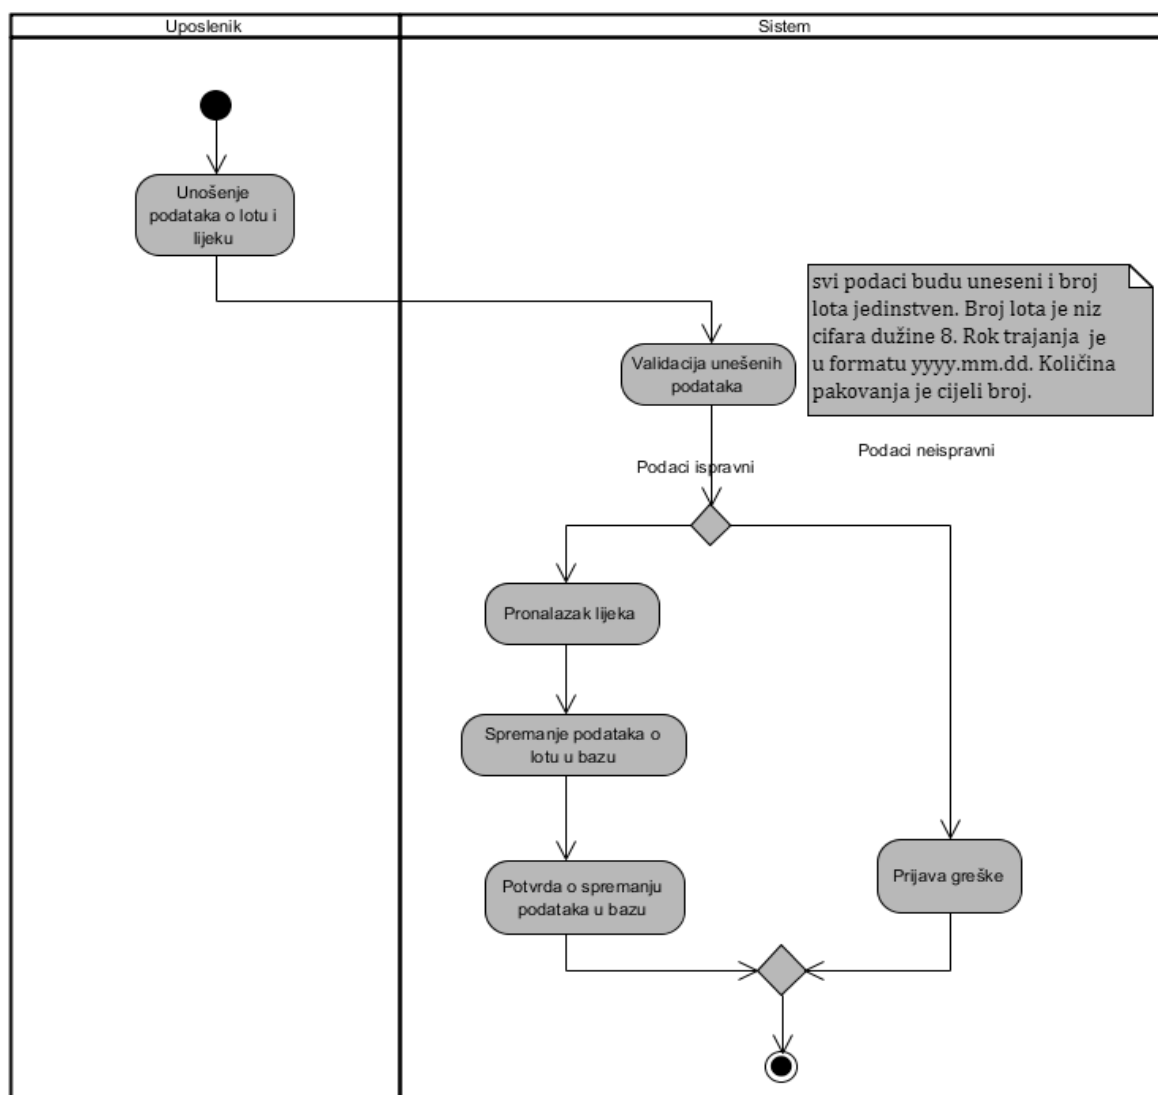 Uposlenik
Sistem
Unošenje
podataka o lotu i
lijeku
svi podaci budu uneseni i broj
lota jedinstven. Broj lota je niz
cifara dužine 8. Rok trajanja je
u formatu yyyy.mm.dd. Količina
pakovanja je cijeli broj.
Validacija unešenih
podataka
Podaci neispravni
Podaci ispravni
Pronalazak lijeka
Spremanje podataka o
lotu u bazu
Potvrda o spremanju
podataka u bazu
Prijava greške